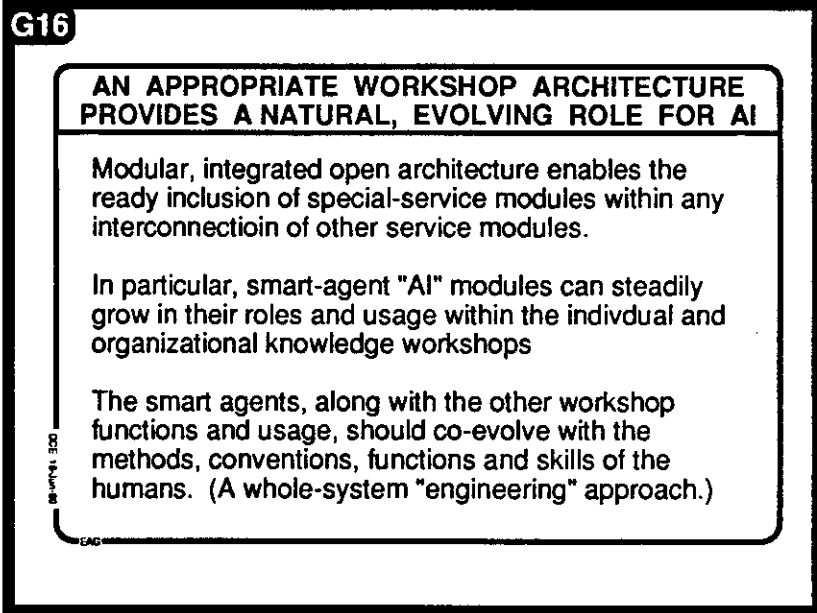 G16
AN APPROPRIATE WORKSHOP ARCHITECTURE
PROVIDES A NATURAL, EVOLVING ROLE FOR AI
Modular, integrated open architecture enables the
ready inclusion of special-service modules within any
interconnectioin of other service modules.
In particular, smart-agent "AI" modules can steadily
grow in their roles and usage within the indivdual and
organizational knowledge workshops
The smart agents, along with the other workshop
functions and usage, should co-evolve with the
methods, conventions, functions and skills of the
humans. (A whole-system "engineering" approach.)
DCE
EAG